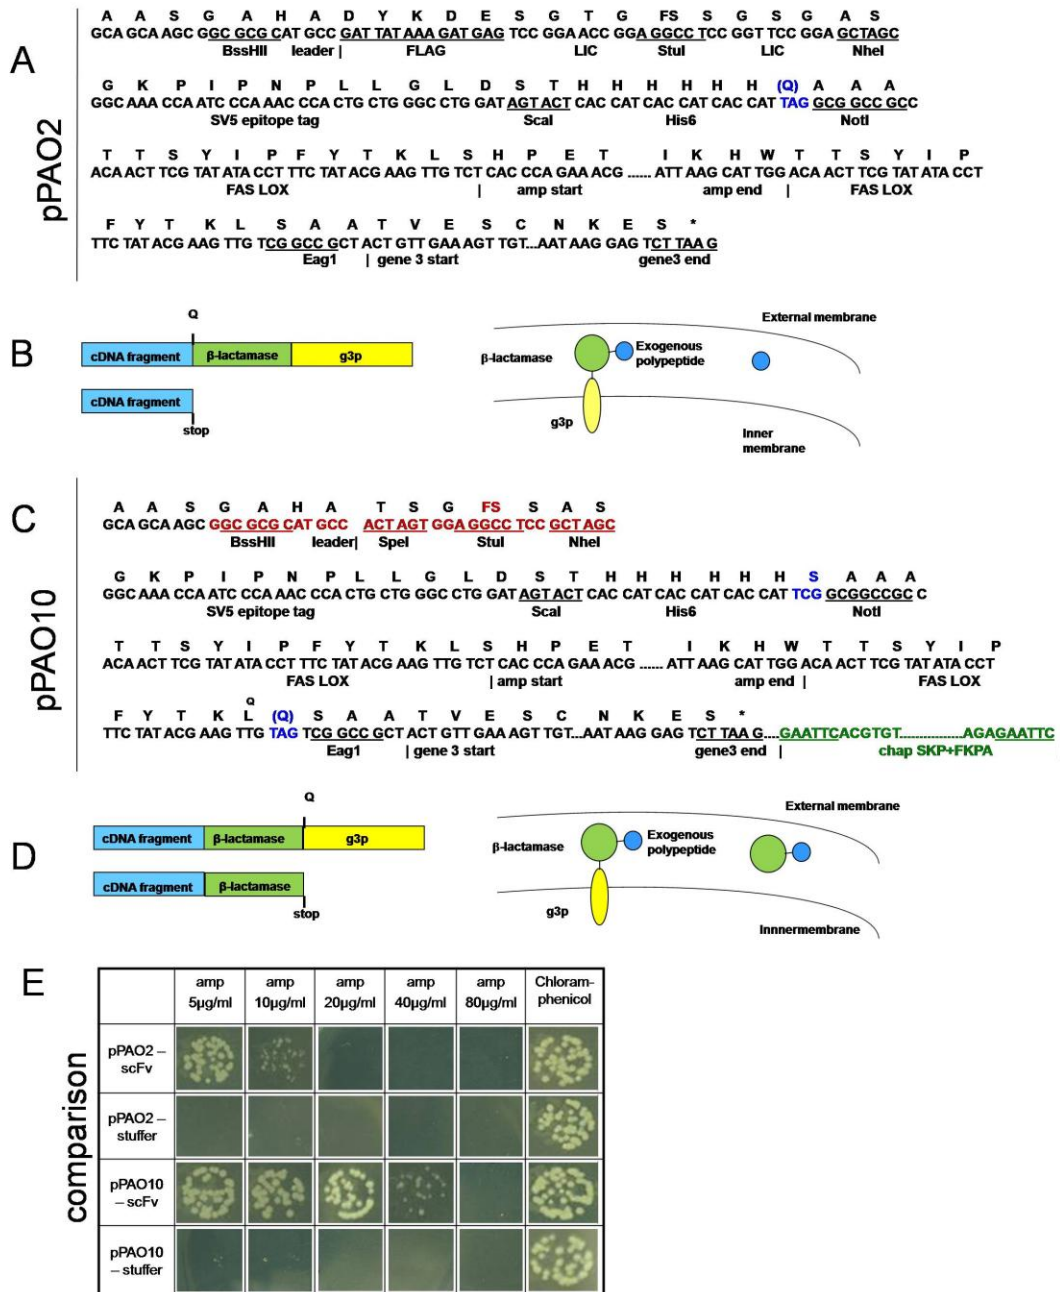 A
pPAO2
A A S G A H A D Y K D E S G T G FS S G S G A S
GCA GCA AGC GGC GCG CAT GCC GAT TAT AAA GAT GAG TCC GGA ACC GGA GGC CTC CGG TTC CGG A GCTAGC
BssHII leader | FLAG LIC StuI LIC NheI
G K P I P N P L L G L D S T H H H H H H (Q) A A A
GGC AAA CCA ATC CCA AAC CCA CTG CTG GGC CTG GAT AGTACT CAC CAT CAC CAT CAC CAT TAG GCG GCC GCC
SV5 epitope tag ScaI His6 NotI
T T S Y I P F Y T K L S H P E T I K H W T T S Y I P
ACA ACT TCG TAT ATA CCT TTC TAT ACG AAG TTG TCT CAC CCA GAA ACG ...... ATT AAG CAT TGG ACA ACT TCG TAT ATA CCT
FAS LOX | amp start amp end | FAS LOX
F Y T K L S A A T V E S C N K E S *
TTC TAT ACG AAG TTG TCG GCC GCT ACT GTT GAA AGT TGT...AAT AAG GAG TCT TAA G
Eag1 | gene 3 start gene3 end
B
Q
cDNA fragment β-lactamase g3p
cDNA fragment
stop
External membrane
β-lactamase
Exogenous
polypeptide
g3p
Inner
membrane
C
pPAO10
A A S G A H A T S G FS S A S
GCA GCA AGC GGC GCG CAT GCC ACT AGT GGA GGC CTC C GCT AGC
BssHII leader| SpeI StuI NheI
G K P I P N P L L G L D S T H H H H H H S A A A
GGC AAA CCA ATC CCA AAC CCA CTG CTG GGC CTG GAT AGTACT CAC CAT CAC CAT CAC CAT TCG GCGGCCGC C
SV5 epitope tag ScaI His6 NotI
T T S Y I P F Y T K L S H P E T I K H W T T S Y I P
ACA ACT TCG TAT ATA CCT TTC TAT ACG AAG TTG TCT CAC CCA GAA ACG ...... ATT AAG CAT TGG ACA ACT TCG TAT ATA CCT
FAS LOX | amp start amp end | FAS LOX
Q
F Y T K L (Q) S A A T V E S C N K E S *
TTC TAT ACG AAG TTG TAG TCG GCC GCT ACT GTT GAA AGT TGT...AAT AAG GAG TCT TAA G....GAATTCACGTGT................AGAGAATTC
Eag1 | gene 3 start gene3 end | chap SKP+FKPA
D
Q
cDNA fragment β-lactamase g3p
cDNA fragment β-lactamase
stop
External membrane
β-lactamase
Exogenous
polypeptide
g3p
Innnermembrane
E
comparison
amp 5µg/ml amp 10µg/ml amp 20µg/ml amp 40µg/ml amp 80µg/ml Chloram-phenicol
pPAO2 –
scFv
pPAO2 –
stuffer
pPAO10
– scFv
pPAO10
– stuffer